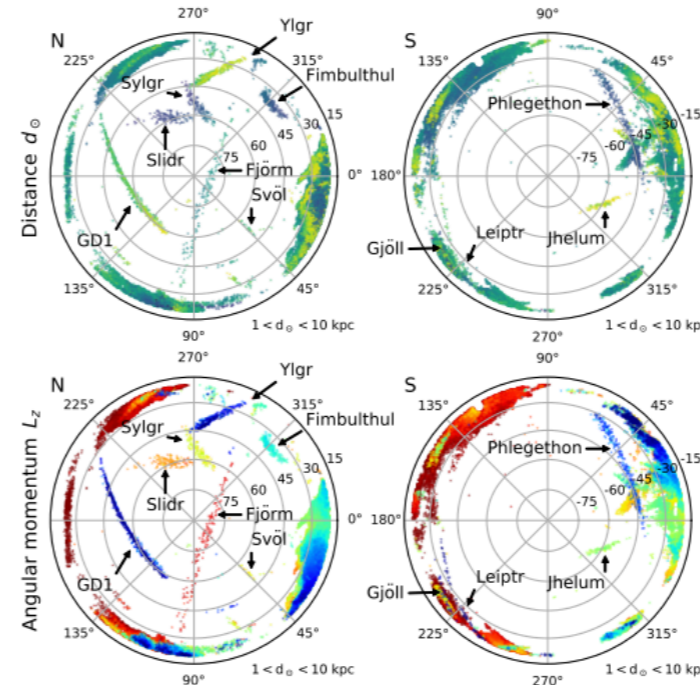 270°
90°
N
S
Ylgr
225°
315°
135°
45°
Fimbulthul
Sylgr
Phlegethon
15
-15
30
-30
45
-45
60
75
-75
Slidr
Fjörm
Svöl
0°
180°
Distance d⊙
GD1
Gjöll
Leiptr
Jhelum
135°
45°
225°
315°
90°
1 < d⊙ < 10 kpc
270°
1 < d⊙ < 10 kpc
270°
90°
N
S
Ylgr
225°
315°
135°
45°
Fimbulthul
Sylgr
Phlegethon
15
-15
30
-30
45
-45
60
75
-75
Slidr
Fjörm
Svöl
0°
180°
Angular momentum Lz
GD1
Gjöll
Leiptr
Jhelum
135°
45°
225°
315°
90°
1 < d⊙ < 10 kpc
270°
1 < d⊙ < 10 kpc